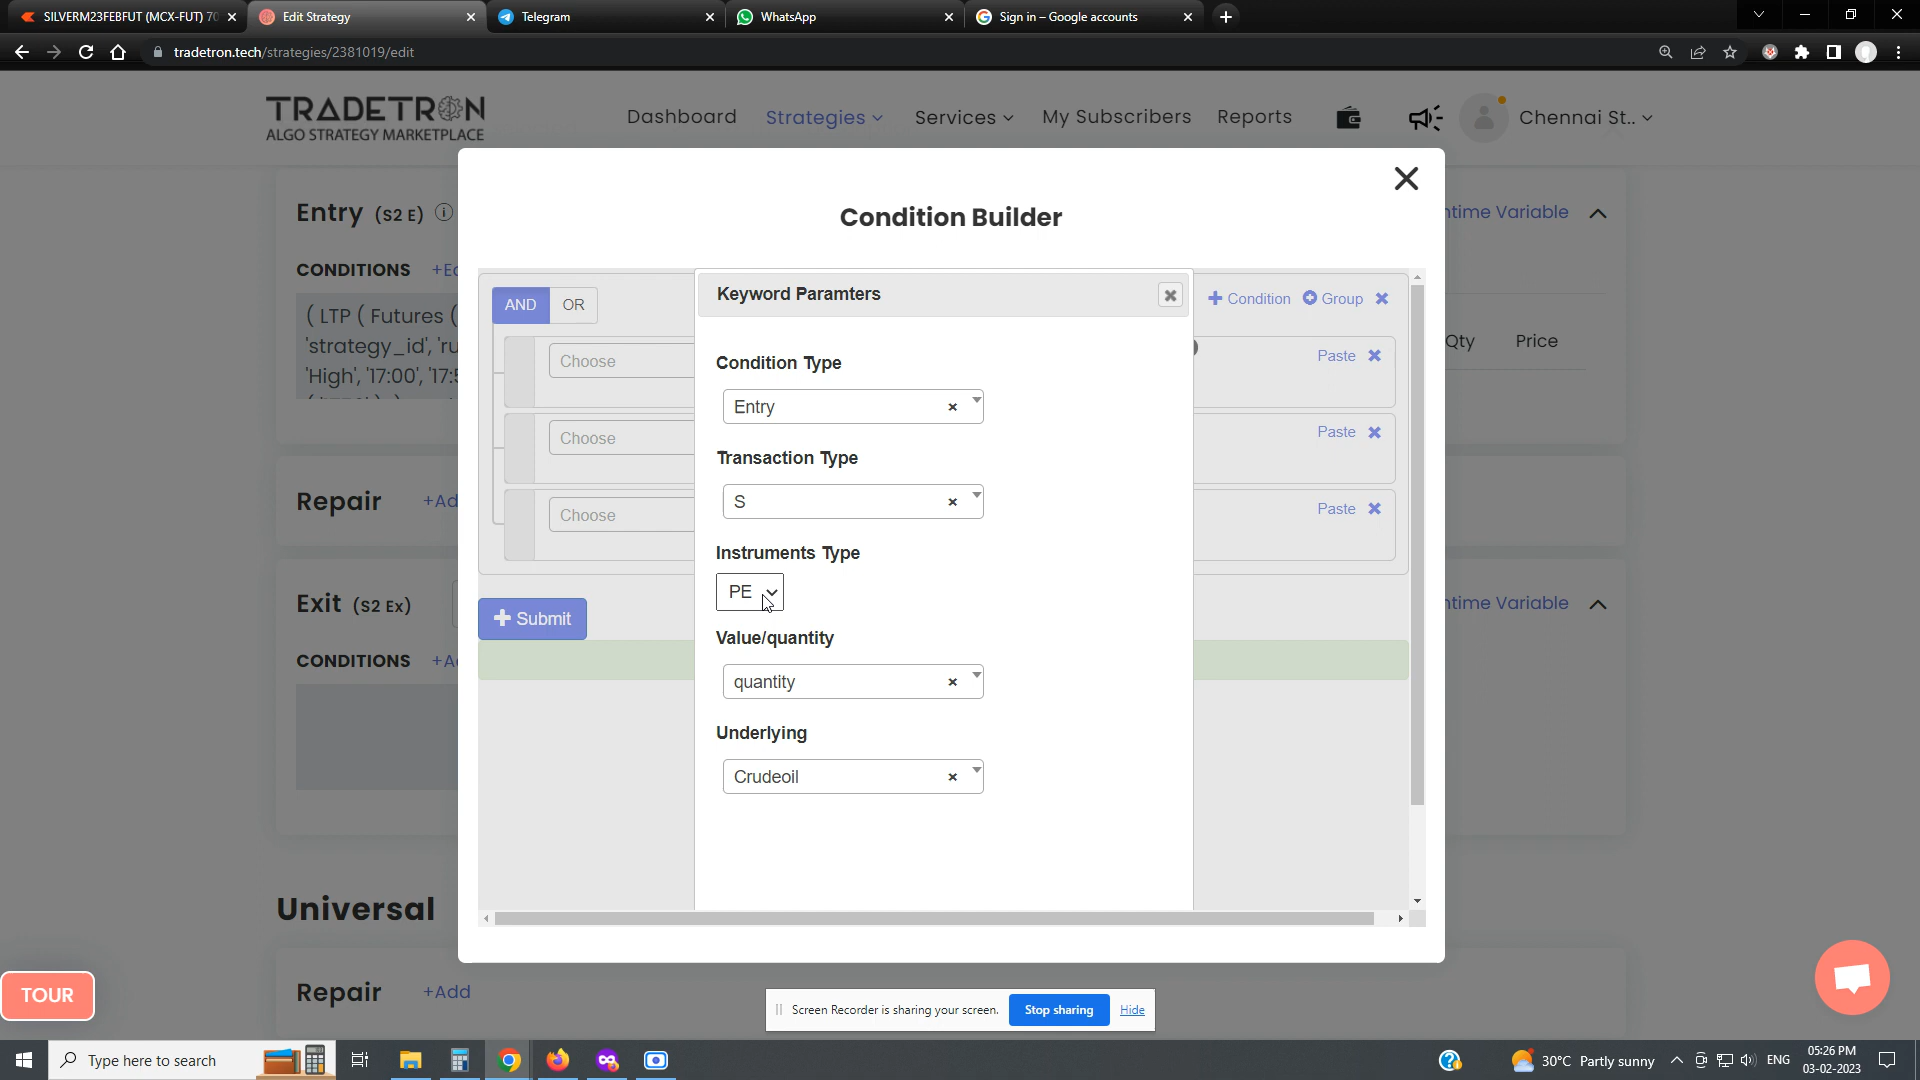 SILVERM23FEBFUT (MCX-FUT) 70
Edit Strategy
Telegram
WhatsApp
Sign in – Google accounts
tradetron.tech/strategies/2381019/edit
TRADETRON
ALGO STRATEGY MARKETPLACE
Dashboard
Strategies
Services
My Subscribers
Reports
Chennai St..
Condition Builder
Entry (S2 E)
CONDITIONS
( LTP ( Futures (
'strategy_id', 'ru
'High', '17:00', '17:5
ntime Variable
Qty
Price
AND
OR
Keyword Paramters
+ Condition
Group
Choose
Paste
Choose
Paste
Choose
Paste
Condition Type
Entry
Transaction Type
S
Instruments Type
PE
Value/quantity
quantity
Underlying
Crudeoil
+ Submit
Repair
+Ad
Exit (S2 Ex)
ntime Variable
CONDITIONS
+A
Universal
Repair
+Add
TOUR
Screen Recorder is sharing your screen.
Stop sharing
Hide
Type here to search
30°C Partly sunny
ENG
05:26 PM
03-02-2023